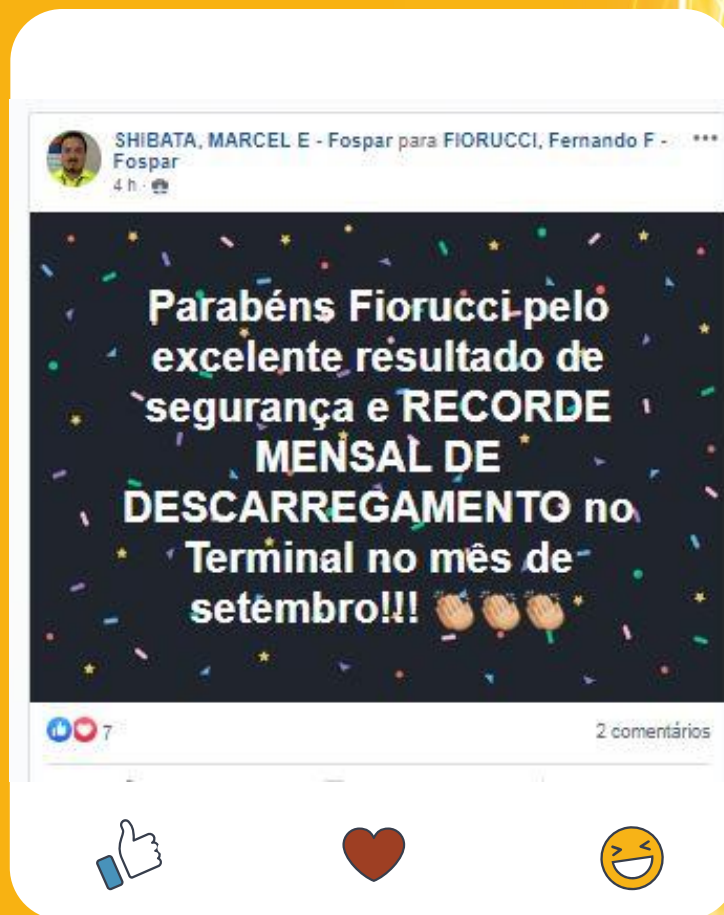 SHIBATA, MARCEL E - Fospar para FIORUCCI, Fernando F -
Fospar
4 h ·
Parabéns Fiorucci pelo
excelente resultado de
segurança e RECORDE
MENSAL DE
DESCARREGAMENTO no
Terminal no mês de
setembro!!! 👏👏👏
7
2 comentários